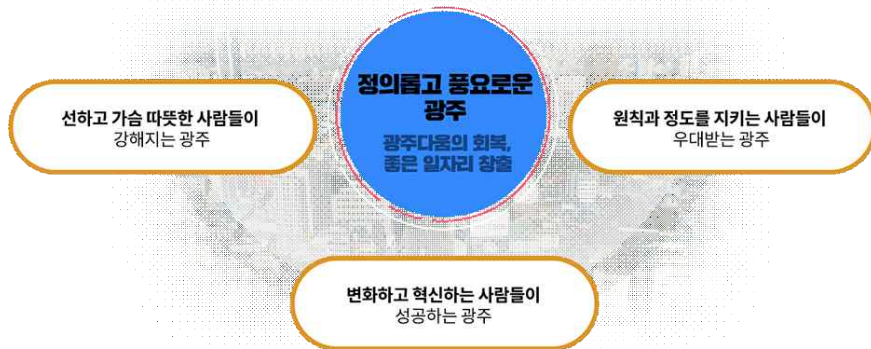 정의롭고 풍요로운
광주
광주다움의 회복,
좋은 일자리 창출
선하고 가슴 따뜻한 사람들이
강해지는 광주
원칙과 정도를 지키는 사람들이
우대받는 광주
변화하고 혁신하는 사람들이
성공하는 광주